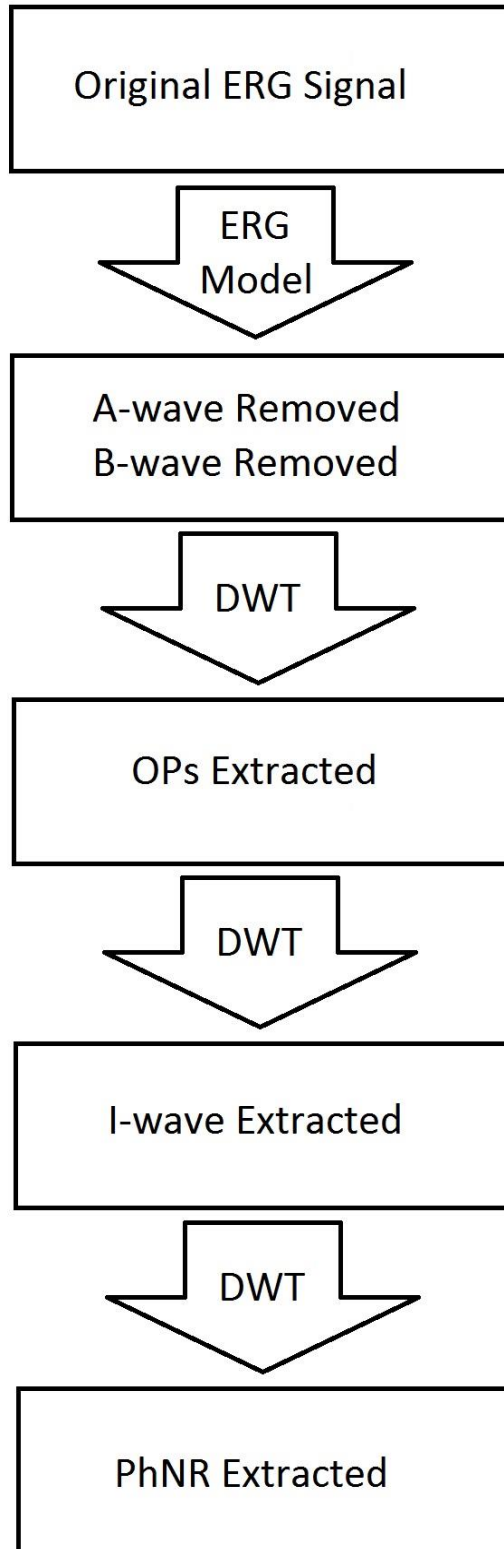 Original ERG Signal
ERG
Model
A-wave Removed
B-wave Removed
DWT
OPs Extracted
DWT
I-wave Extracted
DWT
PhNR Extracted